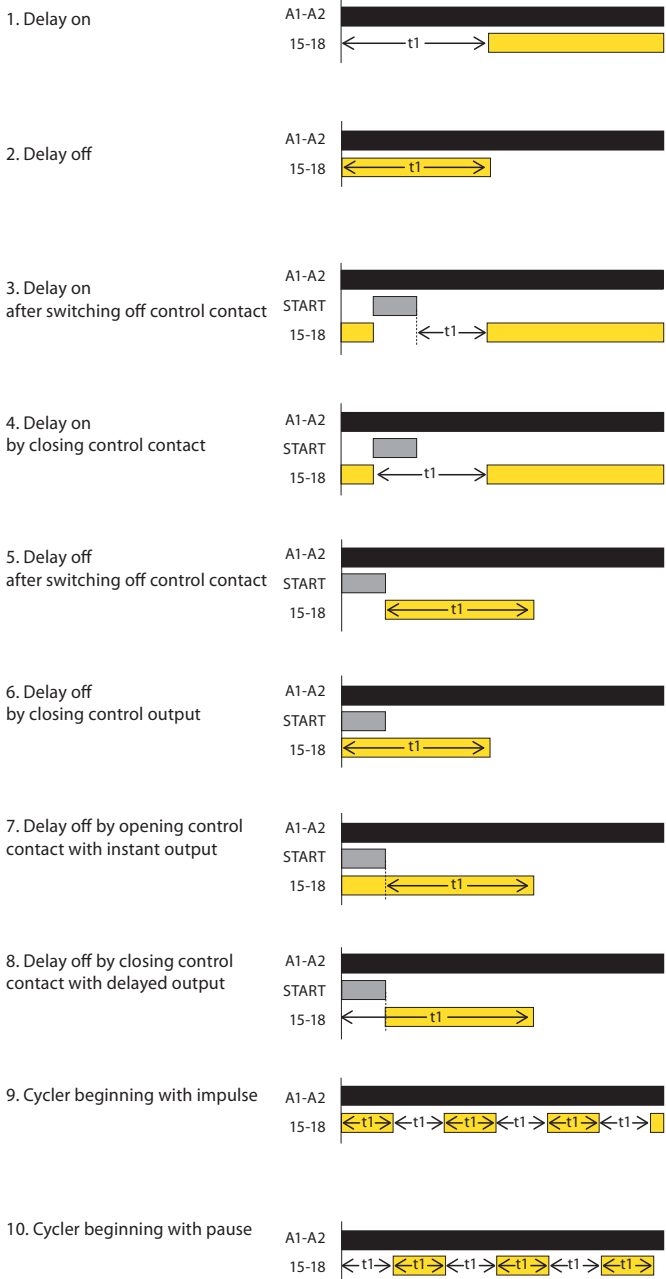 1. Delay on
A1-A2
15-18
t1
2. Delay off
A1-A2
15-18
t1
3. Delay on
after switching off control contact
A1-A2
START
15-18
t1
4. Delay on
by closing control contact
A1-A2
START
15-18
t1
5. Delay off
after switching off control contact
A1-A2
START
15-18
t1
6. Delay off
by closing control output
A1-A2
START
15-18
t1
7. Delay off by opening control
contact with instant output
A1-A2
START
15-18
t1
8. Delay off by closing control
contact with delayed output
A1-A2
START
15-18
t1
9. Cycler beginning with impulse
A1-A2
15-18
t1 t1 t1 t1 t1 t1
10. Cycler beginning with pause
A1-A2
15-18
t1 t1 t1 t1 t1 t1